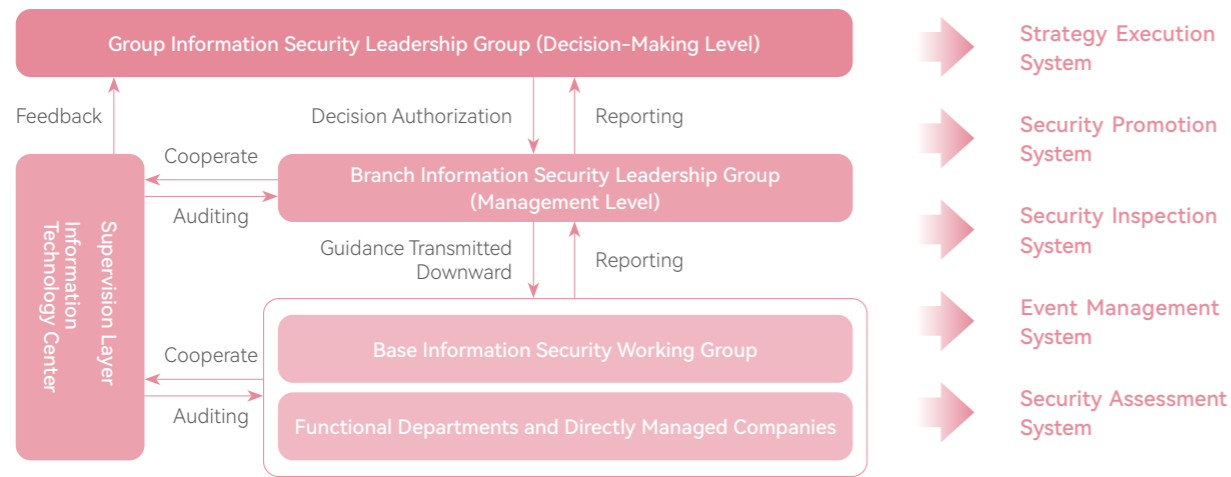 Group Information Security Leadership Group (Decision-Making Level)
Feedback
Decision Authorization
Reporting
Cooperate
Auditing
Branch Information Security Leadership Group
(Management Level)
Supervision Layer
Information
Technology Center
Guidance Transmitted
Downward
Reporting
Cooperate
Auditing
Base Information Security Working Group
Functional Departments and Directly Managed Companies
Strategy Execution
System
Security Promotion
System
Security Inspection
System
Event Management
System
Security Assessment
System